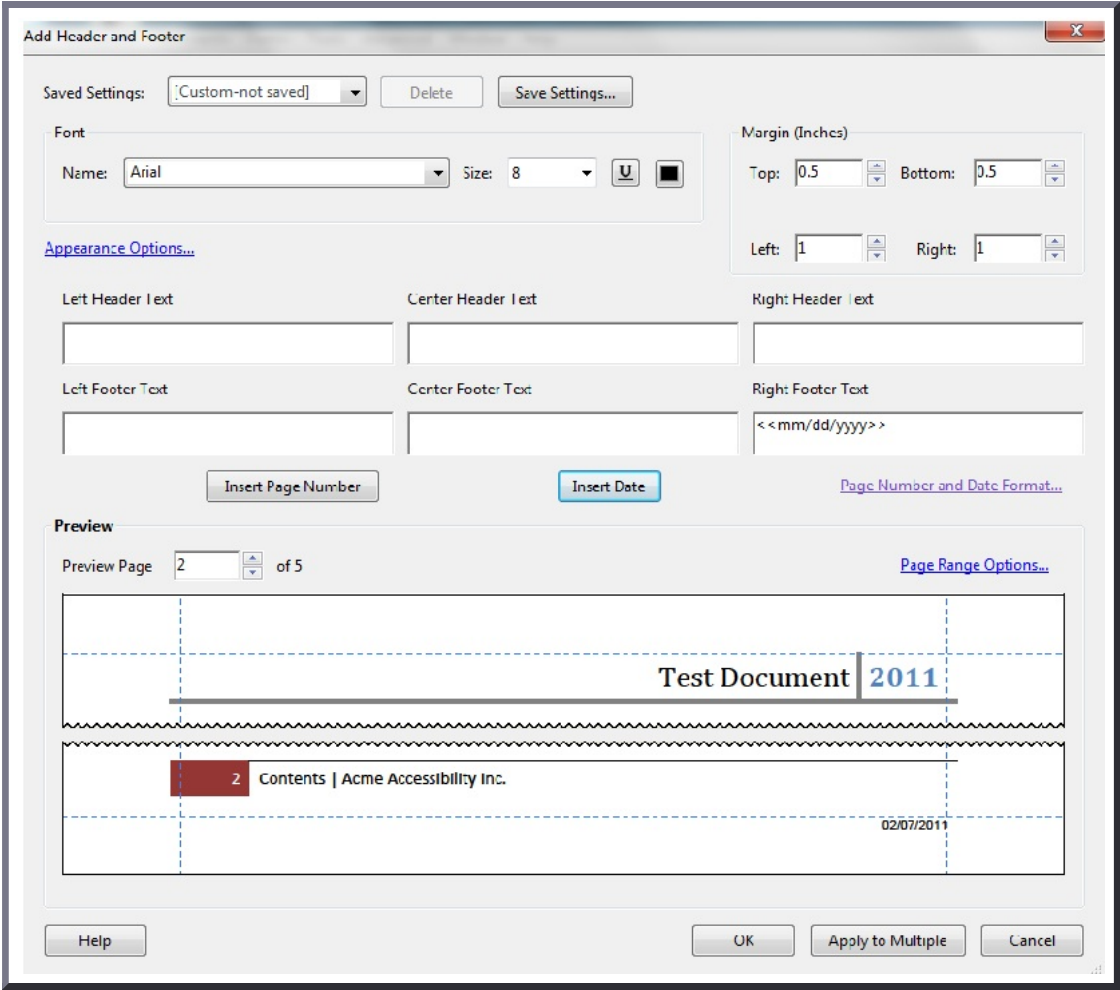 Add Header and Footer
Saved Settings: [Custom-not saved] Delete Save Settings...
Font
Name: Arial Size: 8 U
Margin (Inches)
Top: 0.5 Bottom: 0.5
Left: 1 Right: 1
Appearance Options...
Left Header Text Center Header Text Right Header Text
Left Footer Text Center Footer Text Right Footer Text
<<mm/dd/yyyy>>
Insert Page Number Insert Date Page Number and Date Format...
Preview
Preview Page 2 of 5 Page Range Options...
Test Document 2011
2 Contents | Acme Accessibility Inc.
02/07/2011
Help OK Apply to Multiple Cancel